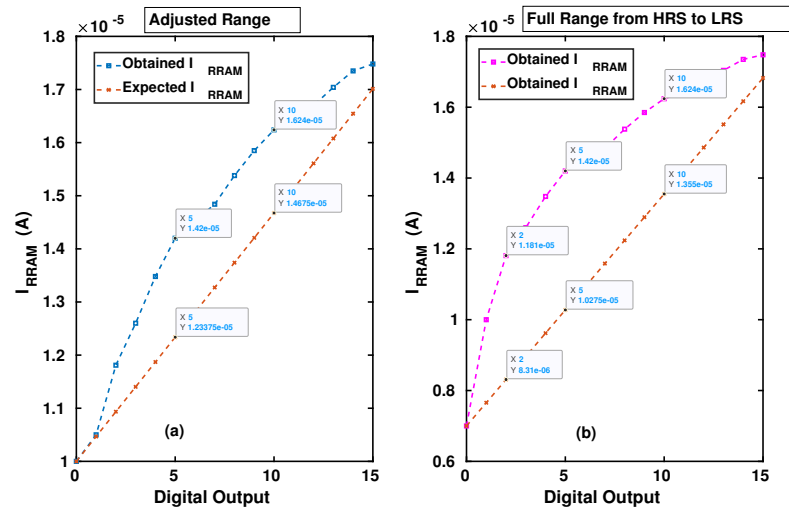 × 10 -5
Adjusted Range
1.8
1.7
1.6
1.5
1.4
1.3
1.2
1.1
1
I RRAM (A)
Obtained I RRAM
Expected I RRAM
X 10
Y 1.624e-05
X 5
Y 1.42e-05
X 10
Y 1.4675e-05
X 5
Y 1.23375e-05
(a)
0 5 10 15
Digital Output
× 10 -5
Full Range from HRS to LRS
1.8
1.6
1.4
1.2
1
0.8
0.6
I RRAM (A)
Obtained I RRAM
Obtained I RRAM
X 10
Y 1.624e-05
X 5
Y 1.42e-05
X 10
Y 1.355e-05
X 2
Y 1.181e-05
X 5
Y 1.0275e-05
X 2
Y 8.31e-06
(b)
0 5 10 15
Digital Output